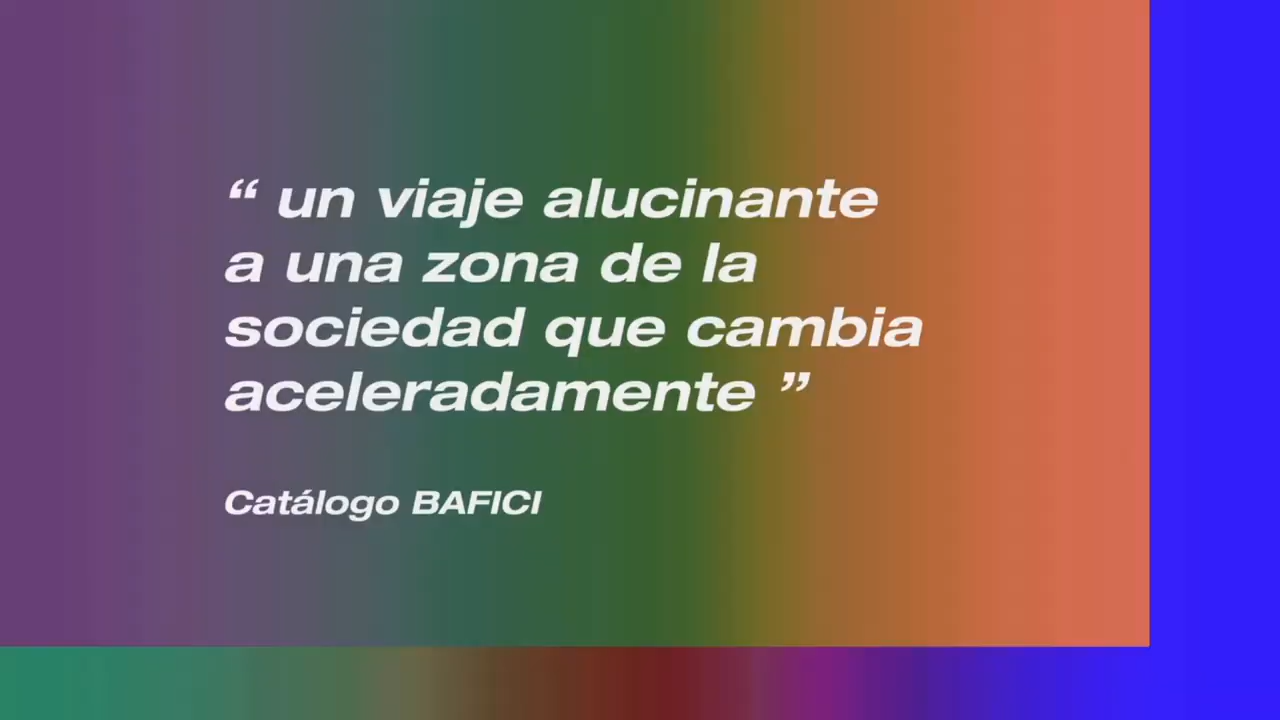 “ un viaje alucinante
a una zona de la
sociedad que cambia
aceleradamente ”
Catálogo BAFICI